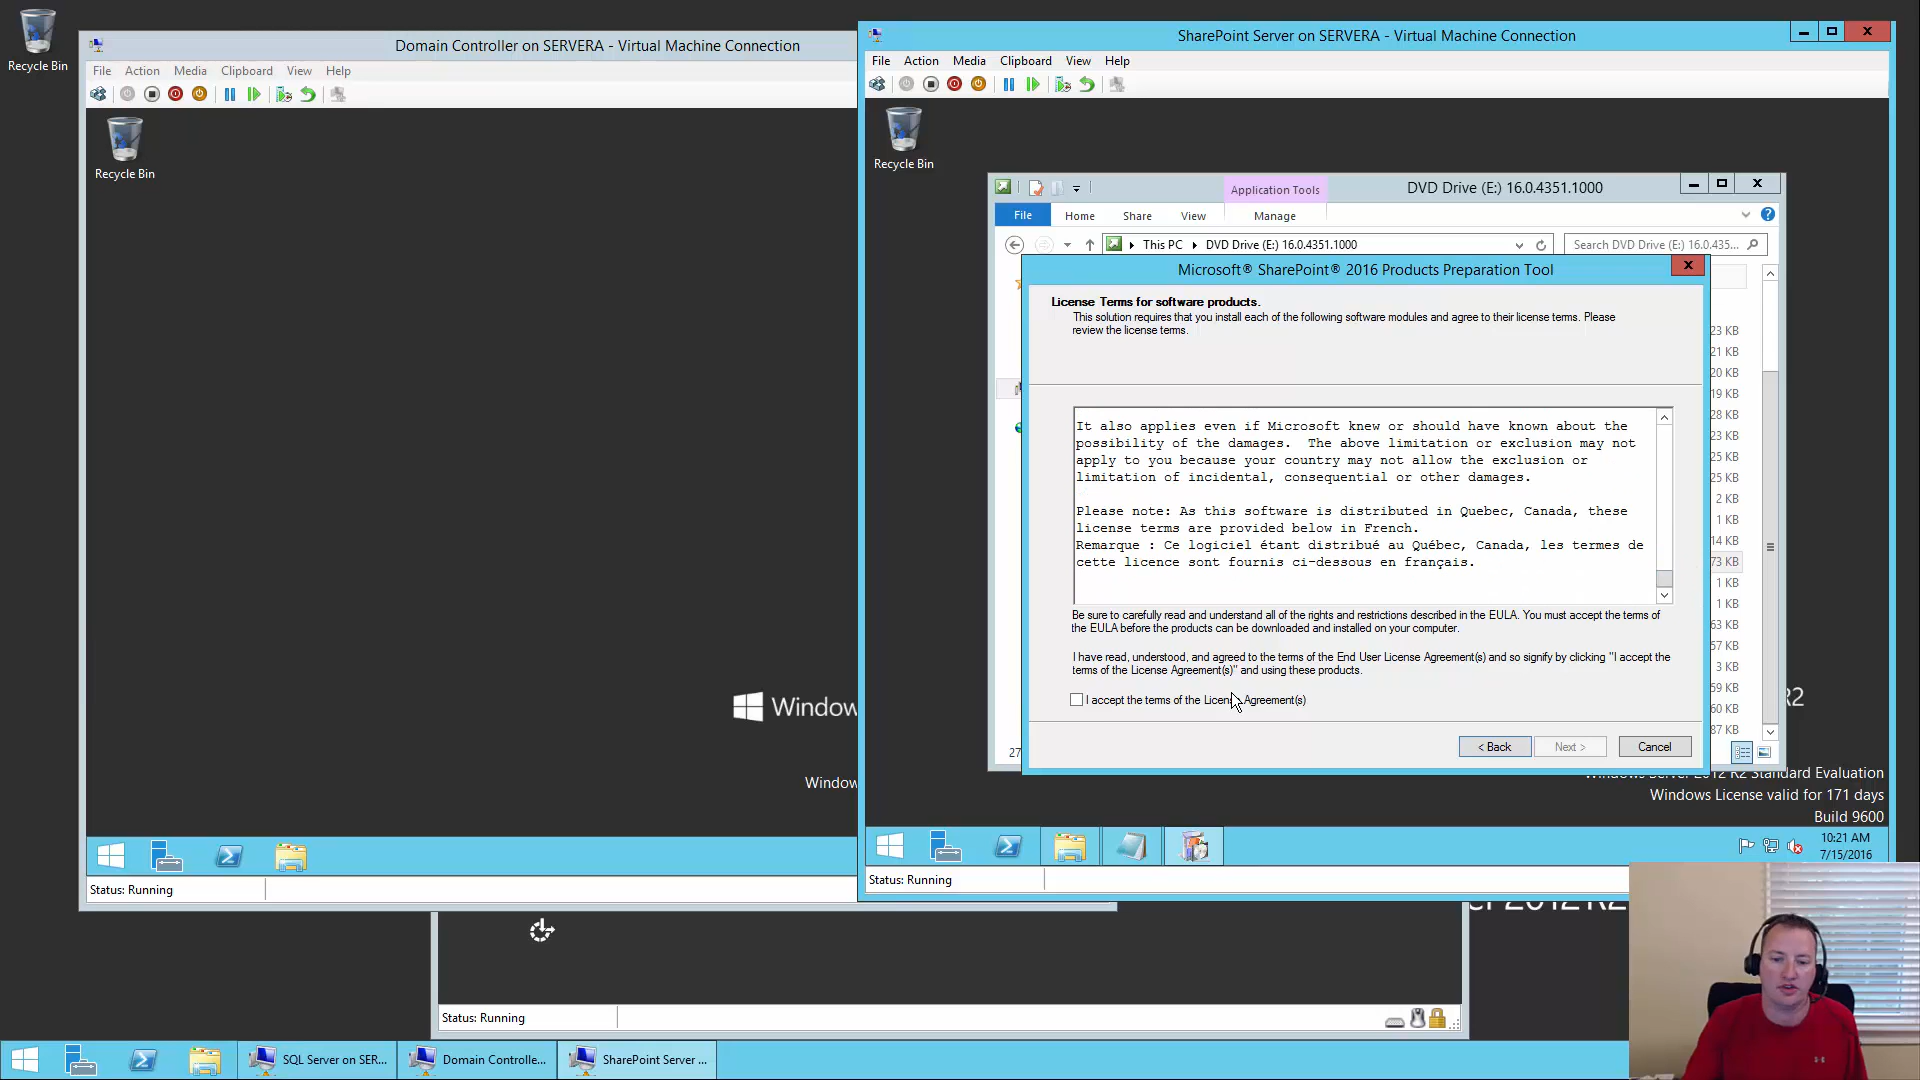 Recycle Bin
Domain Controller on SERVERA - Virtual Machine Connection
File Action Media Clipboard View Help
Recycle Bin
Window
Window
Status: Running
SharePoint Server on SERVERA - Virtual Machine Connection
File Action Media Clipboard View Help
Recycle Bin
Application Tools
DVD Drive (E:) 16.0.4351.1000
File Home Share View Manage
This PC DVD Drive (E:) 16.0.4351.1000
Search DVD Drive (E:) 16.0.435...
Microsoft® SharePoint® 2016 Products Preparation Tool
License Terms for software products.
This solution requires that you install each of the following software modules and agree to their license terms. Please
review the license terms.
It also applies even if Microsoft knew or should have known about the
possibility of the damages.  The above limitation or exclusion may not
apply to you because your country may not allow the exclusion or
limitation of incidental, consequential or other damages.
Please note: As this software is distributed in Quebec, Canada, these
license terms are provided below in French.
Remarque : Ce logiciel étant distribué au Québec, Canada, les termes de
cette licence sont fournis ci-dessous en français.
Be sure to carefully read and understand all of the rights and restrictions described in the EULA. You must accept the terms of
the EULA before the products can be downloaded and installed on your computer.
I have read, understood, and agreed to the terms of the End User License Agreement(s) and so signify by clicking "I accept the
terms of the License Agreement(s)" and using these products.
I accept the terms of the License Agreement(s)
< Back Next > Cancel
23 KB
21 KB
20 KB
19 KB
28 KB
23 KB
25 KB
2 KB
1 KB
14 KB
73 KB
1 KB
1 KB
63 KB
57 KB
3 KB
59 KB
60 KB
87 KB
27
R2
Windows Server 2012 R2 Standard Evaluation
Windows License valid for 171 days
Build 9600
10:21 AM
7/15/2016
Status: Running
er 2012 R2
Status: Running
SQL Server on SER...
Domain Controlle...
SharePoint Server ...